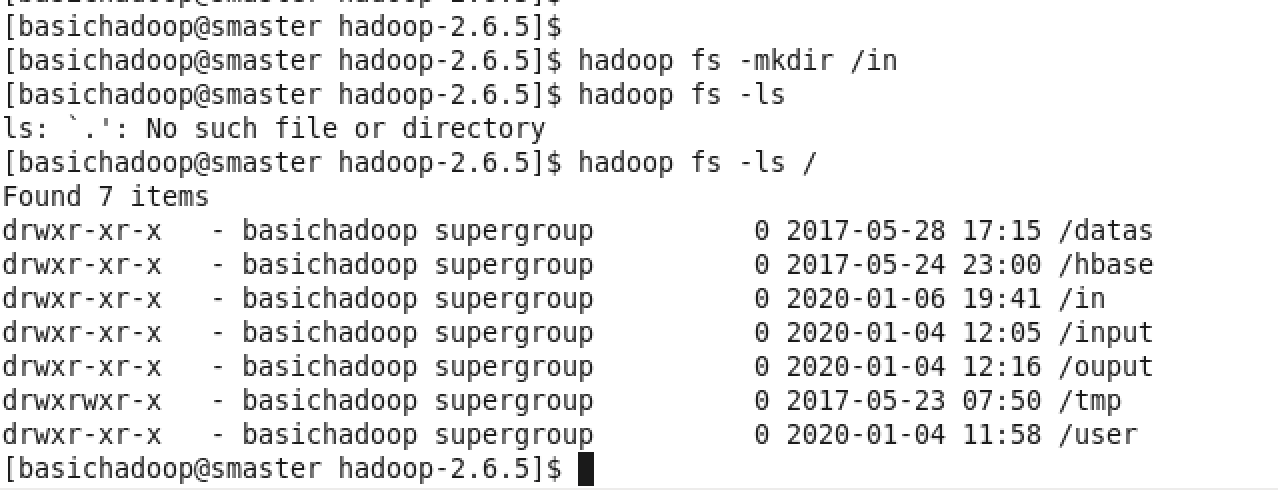 [basichadoop@smaster hadoop-2.6.5]$
[basichadoop@smaster hadoop-2.6.5]$
[basichadoop@smaster hadoop-2.6.5]$ hadoop fs -mkdir /in
[basichadoop@smaster hadoop-2.6.5]$ hadoop fs -ls
ls: `.': No such file or directory
[basichadoop@smaster hadoop-2.6.5]$ hadoop fs -ls /
Found 7 items
drwxr-xr-x   - basichadoop supergroup          0 2017-05-28 17:15 /datas
drwxr-xr-x   - basichadoop supergroup          0 2017-05-24 23:00 /hbase
drwxr-xr-x   - basichadoop supergroup          0 2020-01-06 19:41 /in
drwxr-xr-x   - basichadoop supergroup          0 2020-01-04 12:05 /input
drwxr-xr-x   - basichadoop supergroup          0 2020-01-04 12:16 /ouput
drwxrwxr-x   - basichadoop supergroup          0 2017-05-23 07:50 /tmp
drwxr-xr-x   - basichadoop supergroup          0 2020-01-04 11:58 /user
[basichadoop@smaster hadoop-2.6.5]$